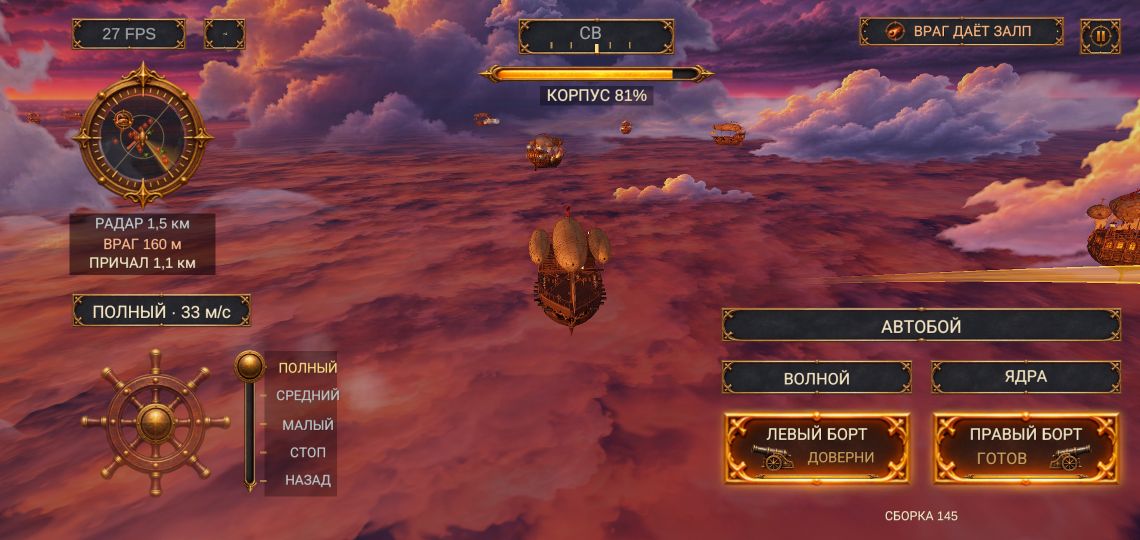 27 FPS
СВ
ВРАГ ДАЁТ ЗАЛП
КОРПУС 81%
РАДАР 1,5 км
ВРАГ 160 м
ПРИЧАЛ 1,1 км
ПОЛНЫЙ · 33 м/с
ПОЛНЫЙ
СРЕДНИЙ
МАЛЫЙ
СТОП
НАЗАД
АВТОБОЙ
ВОЛНОЙ
ЯДРА
ЛЕВЫЙ БОРТ
ДОВЕРНИ
ПРАВЫЙ БОРТ
ГОТОВ
СБОРКА 145